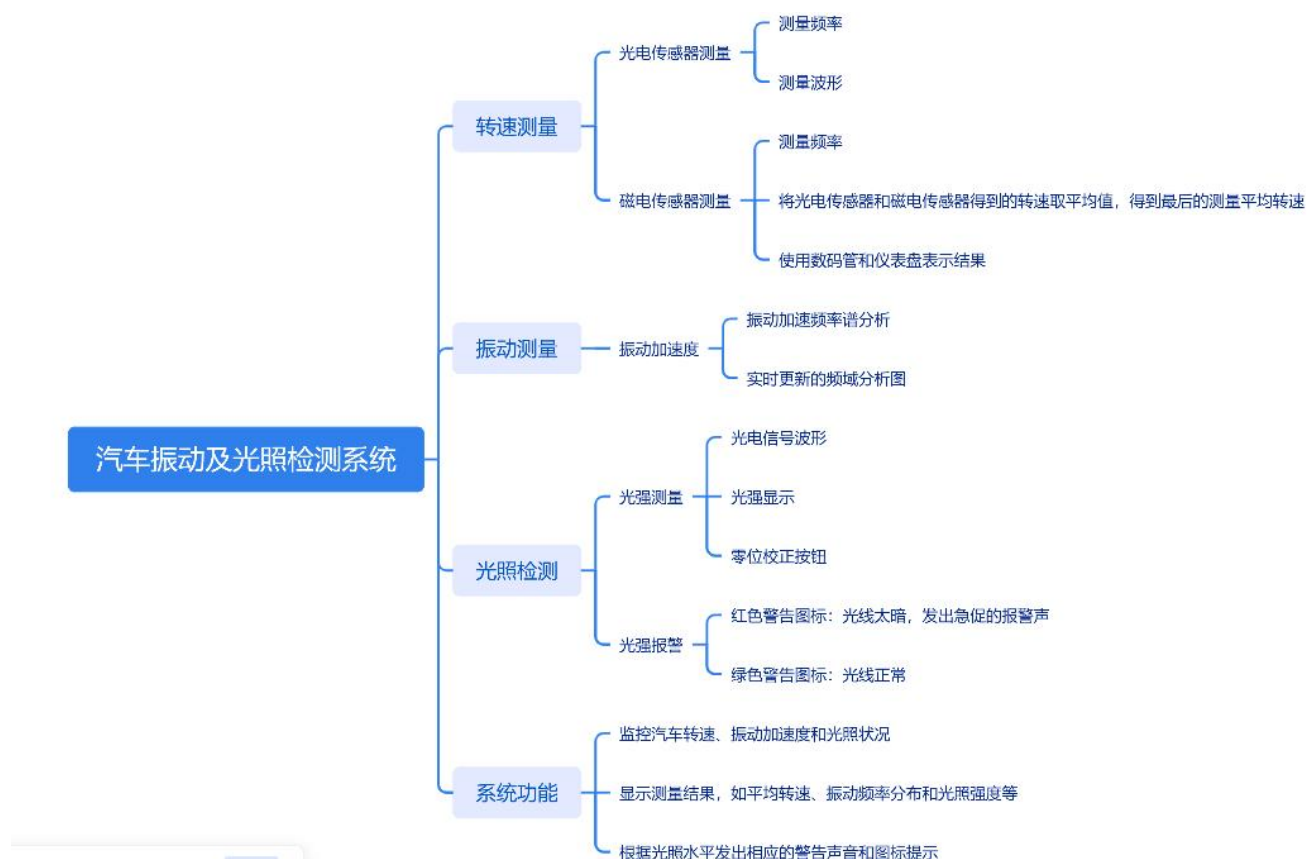 测量频率
光电传感器测量
测量波形
转速测量
测量频率
磁电传感器测量
将光电传感器和磁电传感器得到的转速取平均值，得到最后的测量平均转速
使用数码管和仪表盘表示结果
振动加速频率谱分析
振动测量
振动加速度
实时更新的频域分析图
光电信号波形
汽车振动及光照检测系统
光强测量
光强显示
零位校正按钮
光照检测
红色警告图标：光线太暗，发出急促的报警声
光强报警
绿色警告图标：光线正常
监控汽车转速、振动加速度和光照状况
系统功能
显示测量结果，如平均转速、振动频率分布和光照强度等
根据光照水平发出相应的警告声音和图标提示